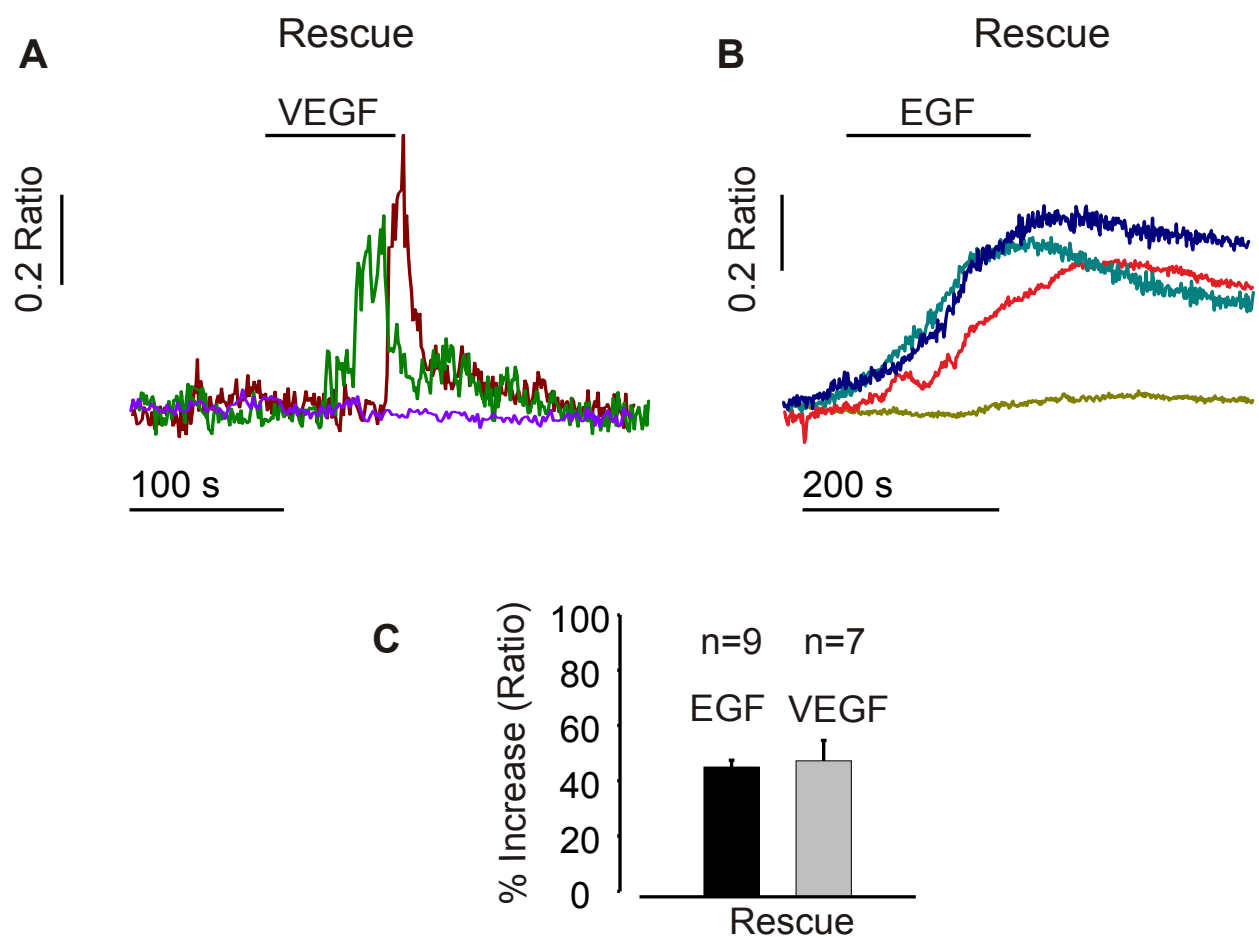 A
Rescue
VEGF
0.2 Ratio
100 s
B
Rescue
EGF
0.2 Ratio
200 s
C
% Increase (Ratio)
100
80
60
40
20
0
n=9
n=7
EGF
VEGF
Rescue